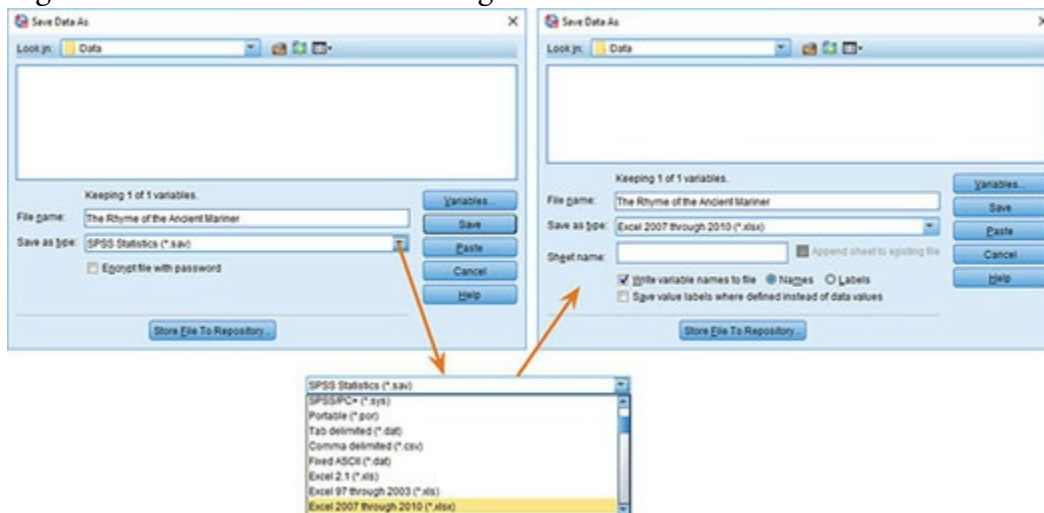 Save Data As
Look in: Data
Keeping 1 of 1 variables.
File name: The Rhyme of the Ancient Mariner
Save as type: SPSS Statistics (*.sav)
Encrypt file with password
Variables...
Save
Paste
Cancel
Help
Store File To Repository...
Save Data As
Look in: Data
Keeping 1 of 1 variables.
File name: The Rhyme of the Ancient Mariner
Save as type: Excel 2007 through 2010 (*.xlsx)
Sheet name: Append sheet to existing file
Write variable names to file Names Labels
Save value labels where defined instead of data values
Variables...
Save
Paste
Cancel
Help
Store File To Repository...
SPSS Statistics (*.sav)
SPSS/PC+ (*.sys)
Portable (*.por)
Tab delimited (*.dat)
Comma delimited (*.csv)
Fixed ASCII (*.dat)
Excel 2.1 (*.xls)
Excel 97 through 2003 (*.xls)
Excel 2007 through 2010 (*.xlsx)